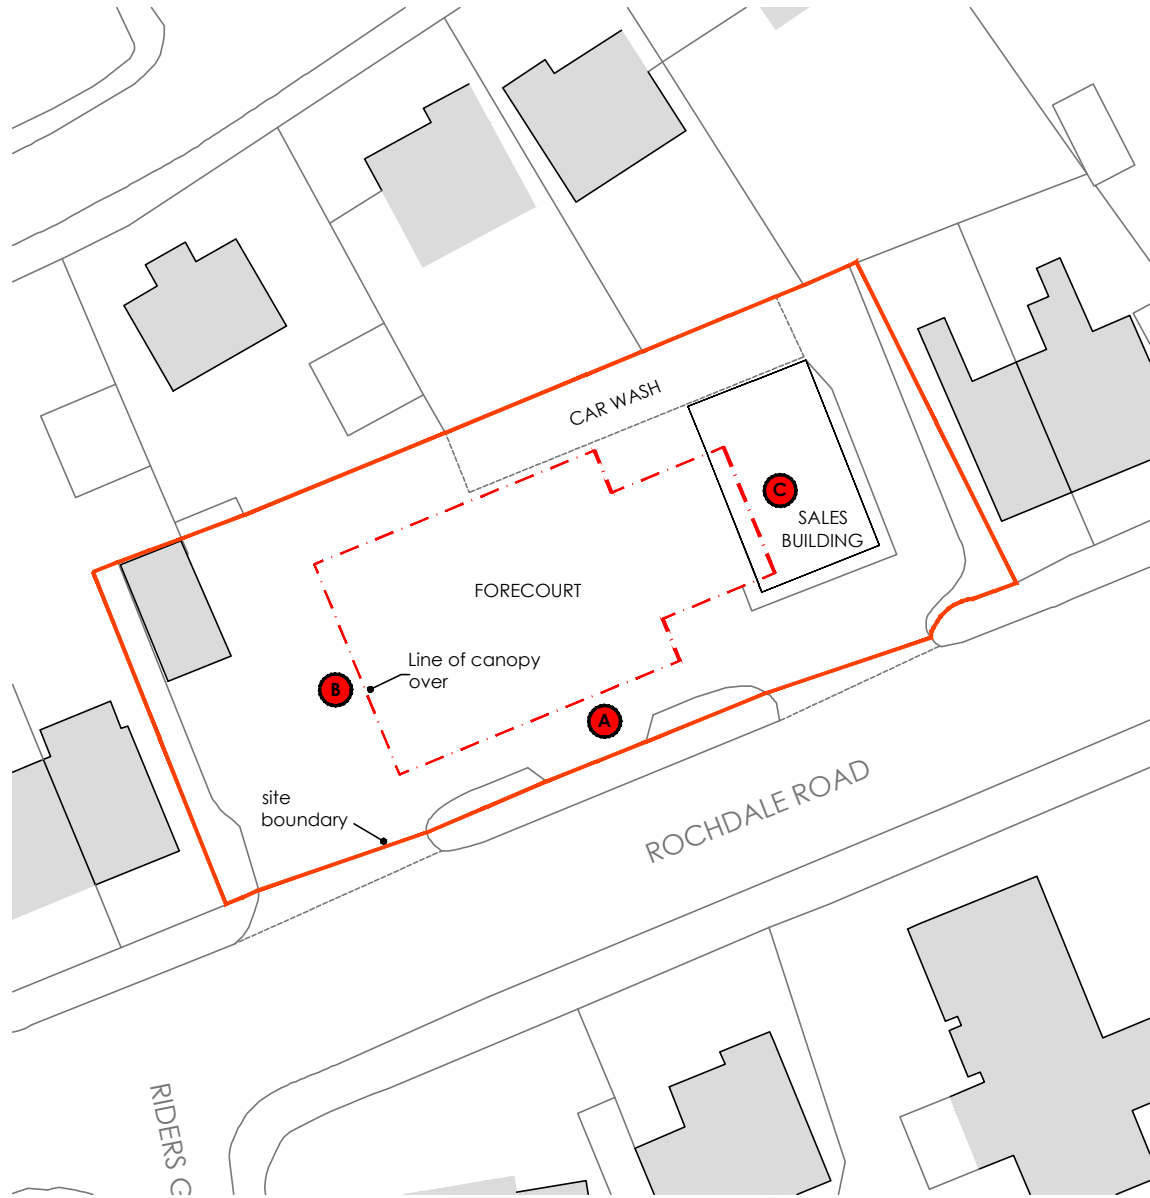 CAR WASH
C
SALES
BUILDING
FORECOURT
Line of canopy
over
B
A
site
boundary
ROCHDALE ROAD
RIDERS G